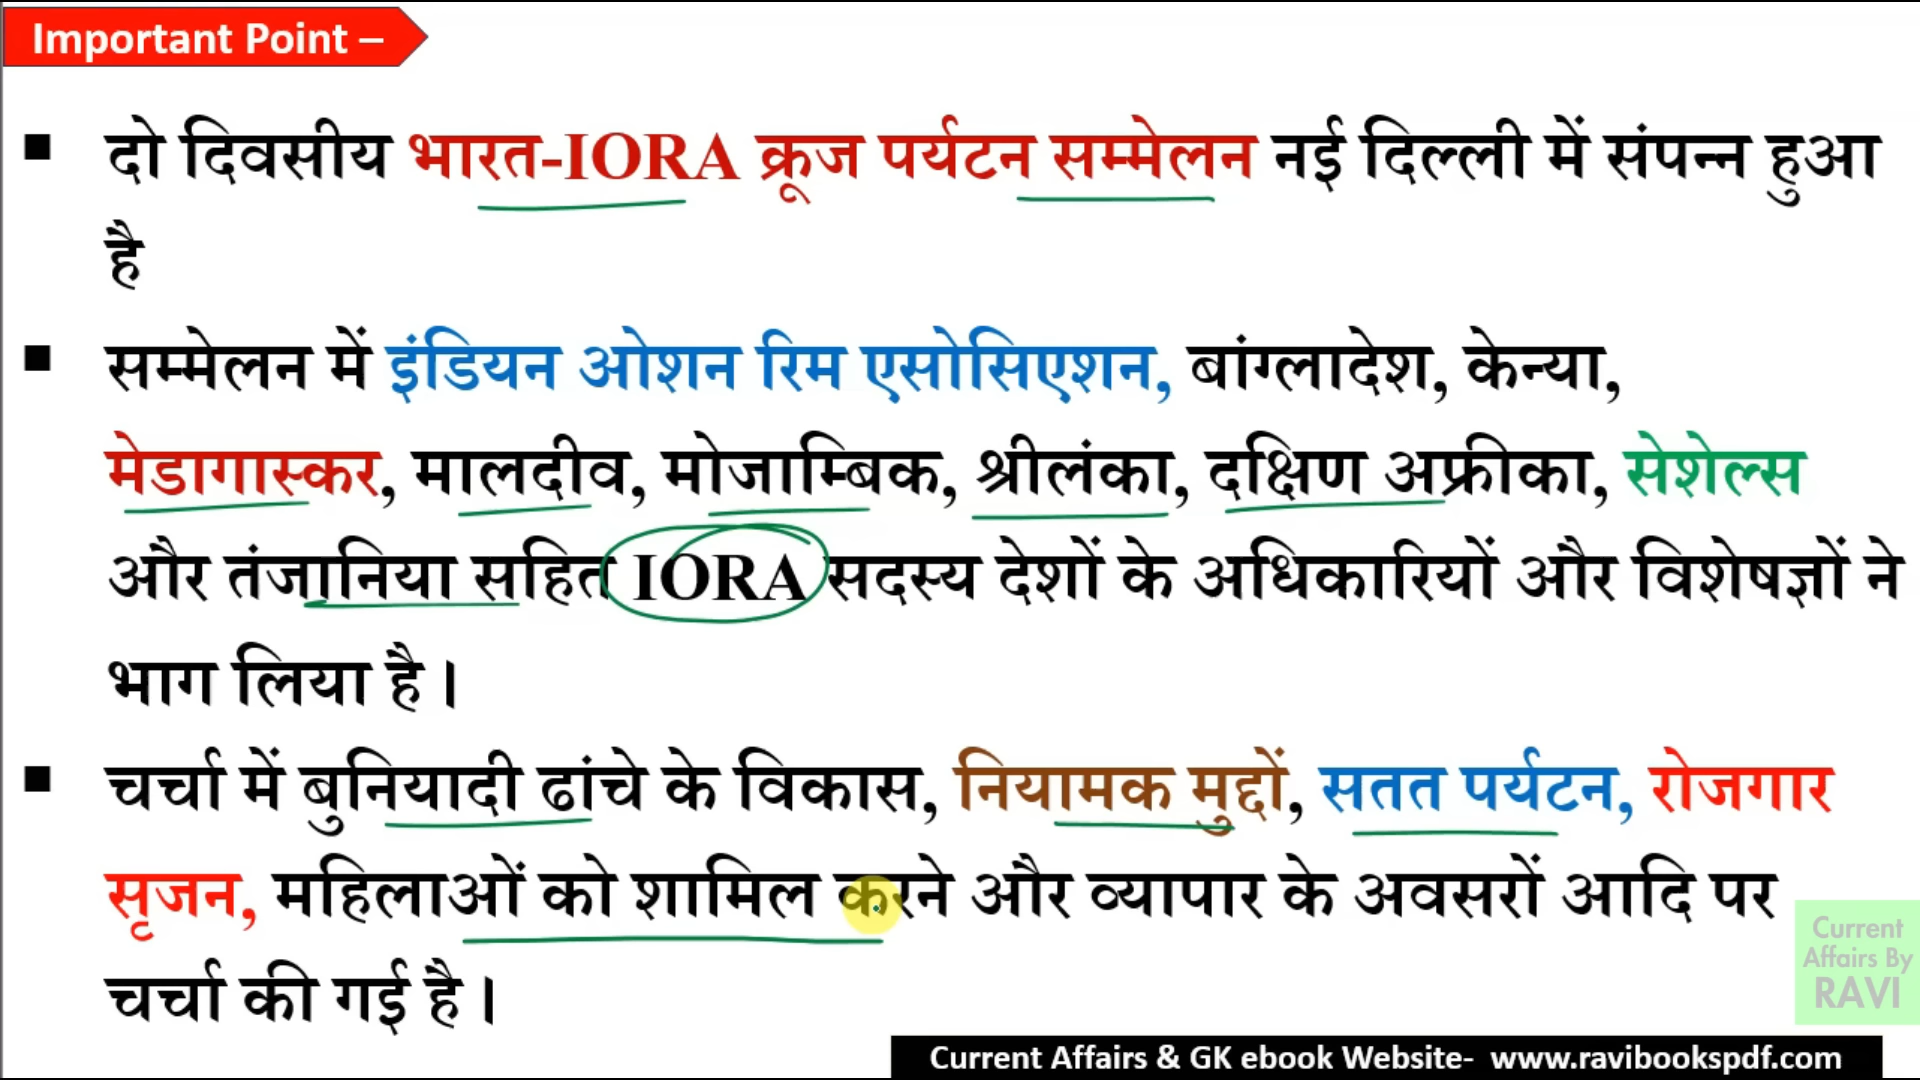 Important Point –
▪ दो दिवसीय भारत-IORA क्रूज पर्यटन सम्मेलन नई दिल्ली में संपन्न हुआ
है
▪ सम्मेलन में इंडियन ओशन रिम एसोसिएशन, बांग्लादेश, केन्या,
मेडागास्कर, मालदीव, मोजाम्बिक, श्रीलंका, दक्षिण अफ्रीका, सेशेल्स
और तंजानिया सहित IORA सदस्य देशों के अधिकारियों और विशेषज्ञों ने
भाग लिया है।
▪ चर्चा में बुनियादी ढांचे के विकास, नियामक मुद्दों, सतत पर्यटन, रोजगार
सृजन, महिलाओं को शामिल करने और व्यापार के अवसरों आदि पर
चर्चा की गई है।
Current
Affairs By
RAVI
Current Affairs & GK ebook Website- www.ravibookspdf.com